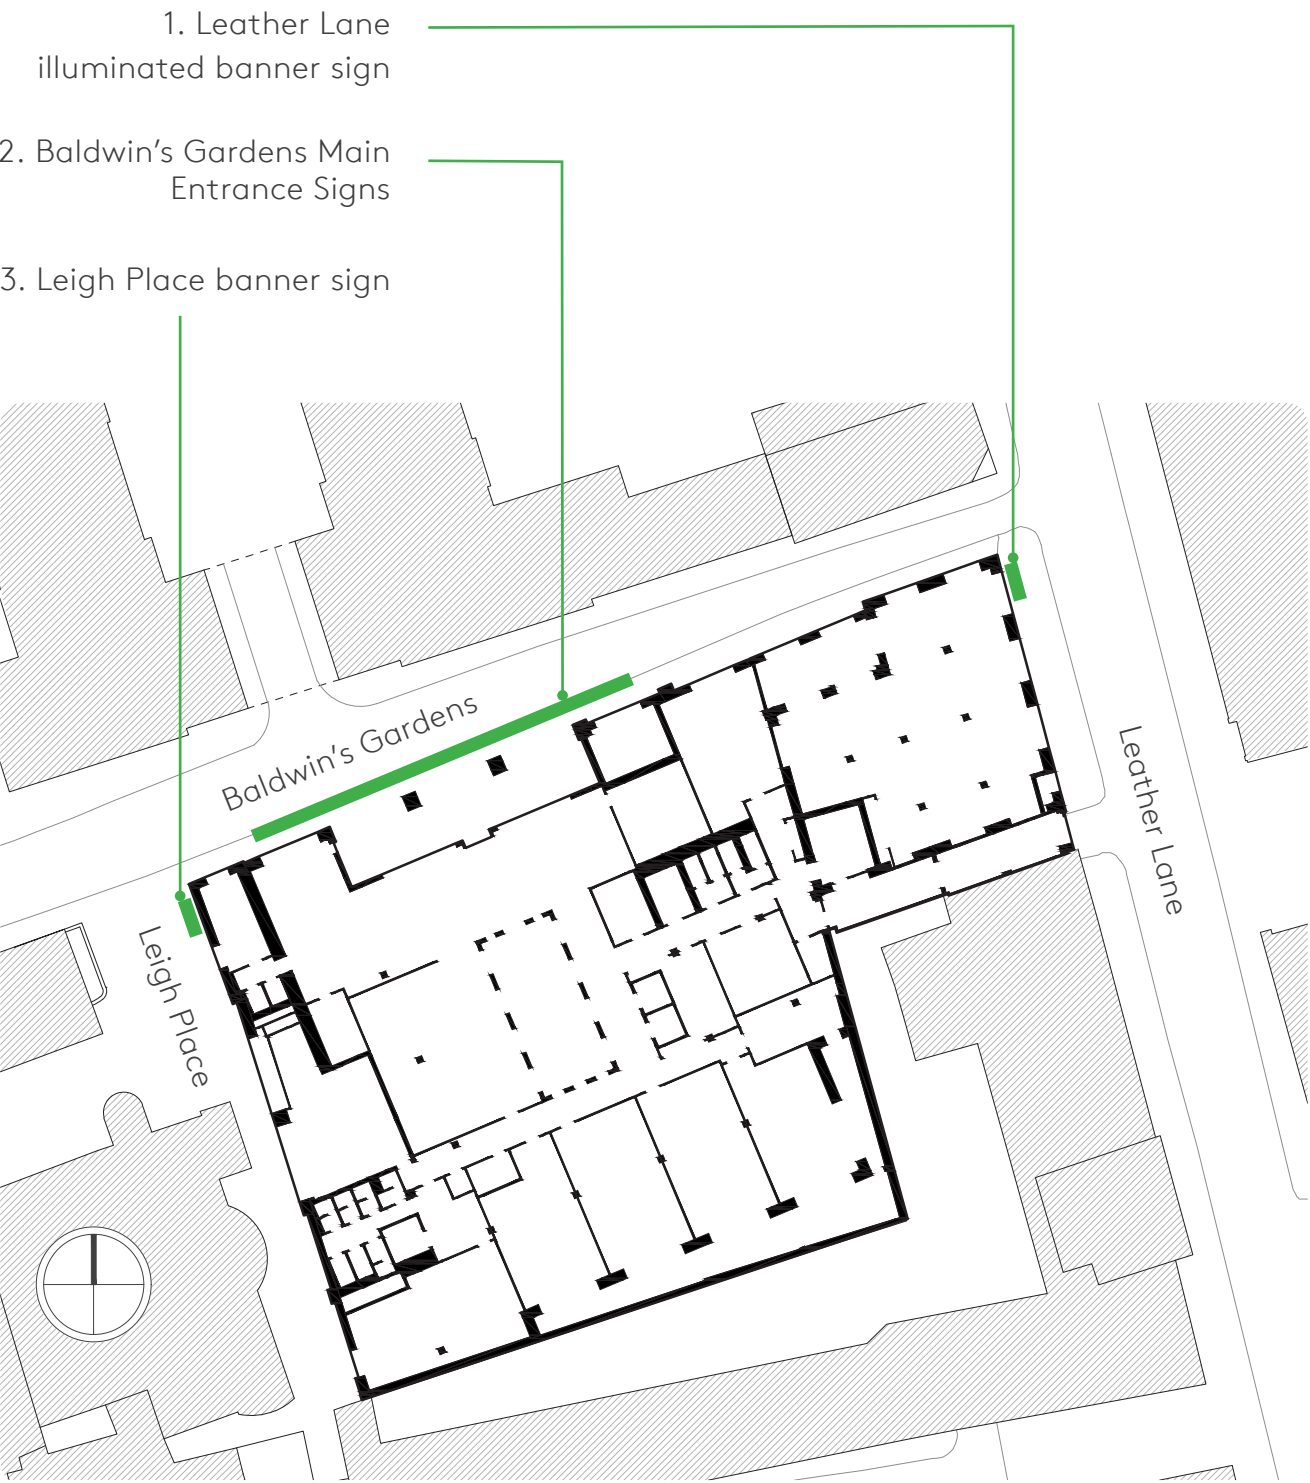 1. Leather Lane
illuminated banner sign
2. Baldwin’s Gardens Main
Entrance Signs
3. Leigh Place banner sign
Baldwin’s Gardens
Leather Lane
Leigh Place